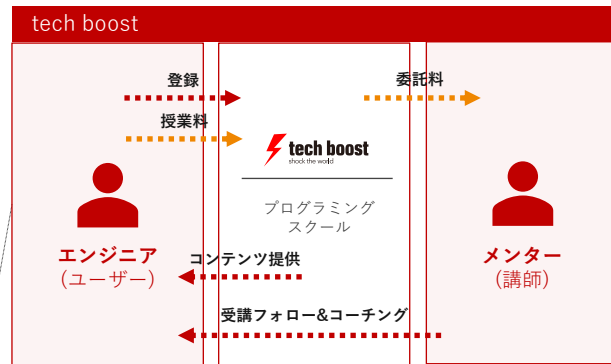 tech boost
登録
委託料
授業料
tech boost
shock the world
プログラミング
スクール
エンジニア
(ユーザー)
メンター
(講師)
コンテンツ提供
受講フォロー&コーチング